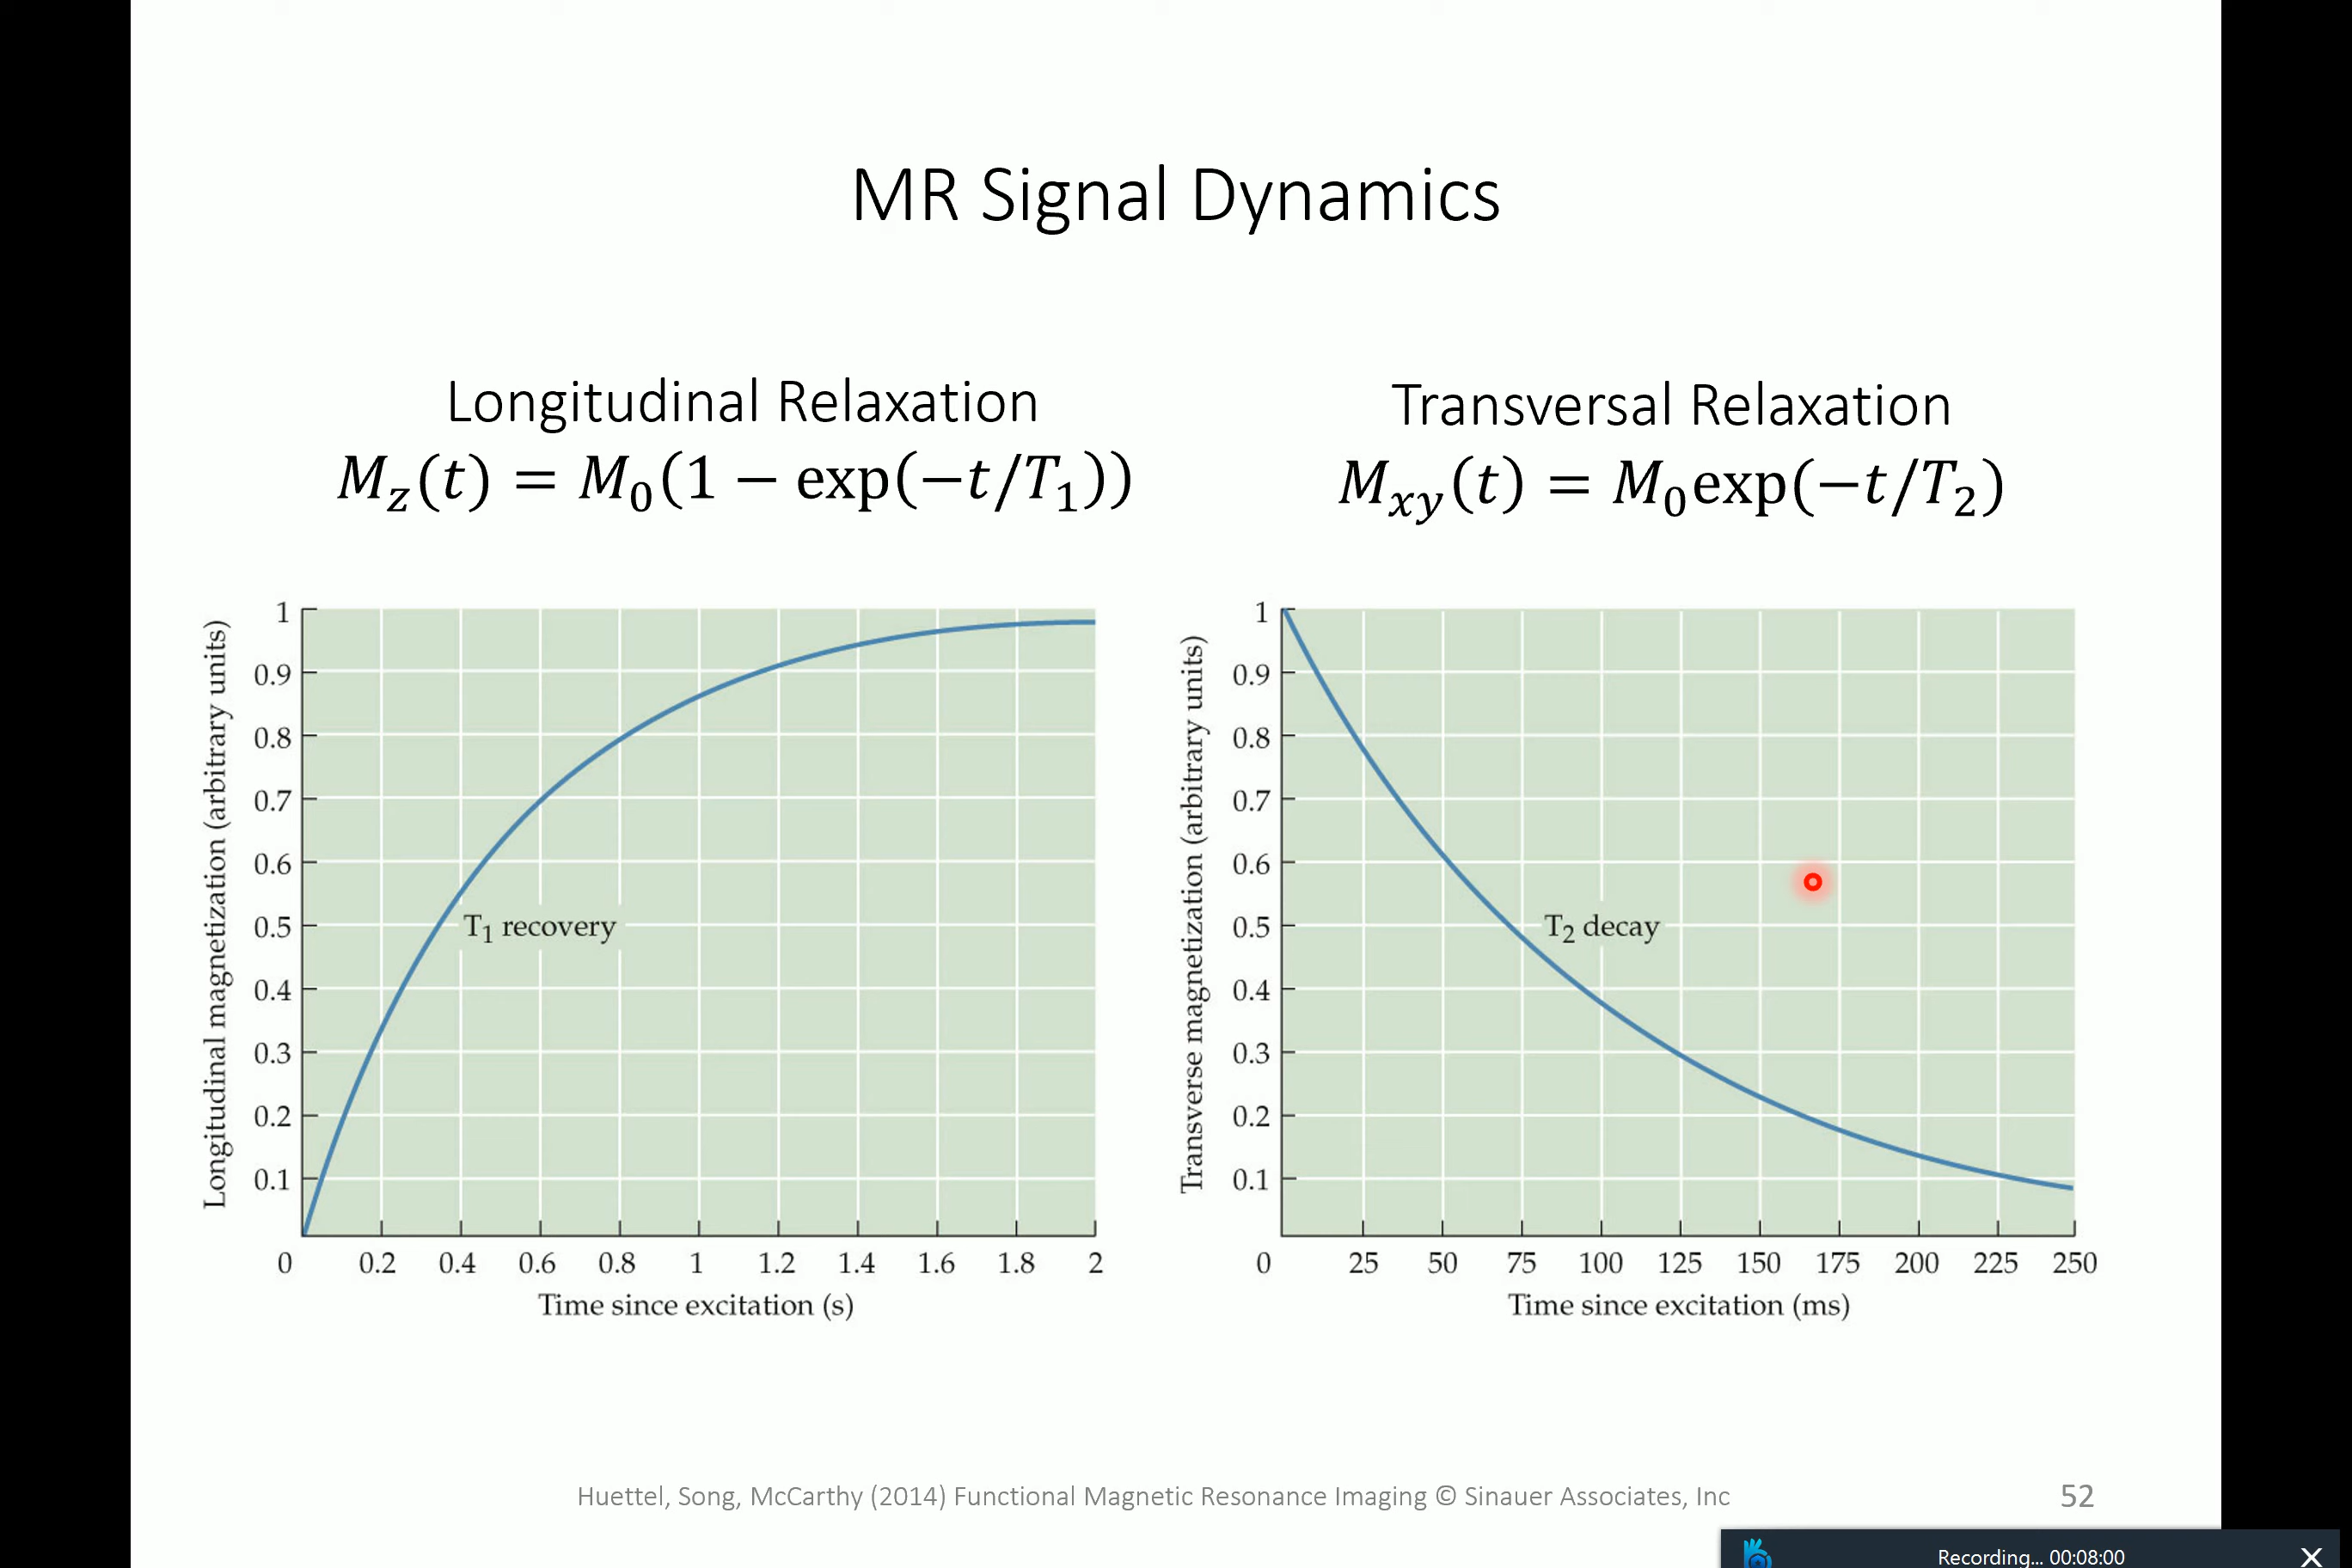 MR Signal Dynamics
Longitudinal Relaxation
M_z(t) = M_0(1 − exp(−t/T_1))
Transversal Relaxation
M_xy(t) = M_0exp(−t/T_2)
Longitudinal magnetization (arbitrary units)
1
0.9
0.8
0.7
0.6
0.5
0.4
0.3
0.2
0.1
T_1 recovery
0 0.2 0.4 0.6 0.8 1 1.2 1.4 1.6 1.8 2
Time since excitation (s)
Transverse magnetization (arbitrary units)
1
0.9
0.8
0.7
0.6
0.5
0.4
0.3
0.2
0.1
T_2 decay
0 25 50 75 100 125 150 175 200 225 250
Time since excitation (ms)
Huettel, Song, McCarthy (2014) Functional Magnetic Resonance Imaging © Sinauer Associates, Inc
52
Recording... 00:08:00